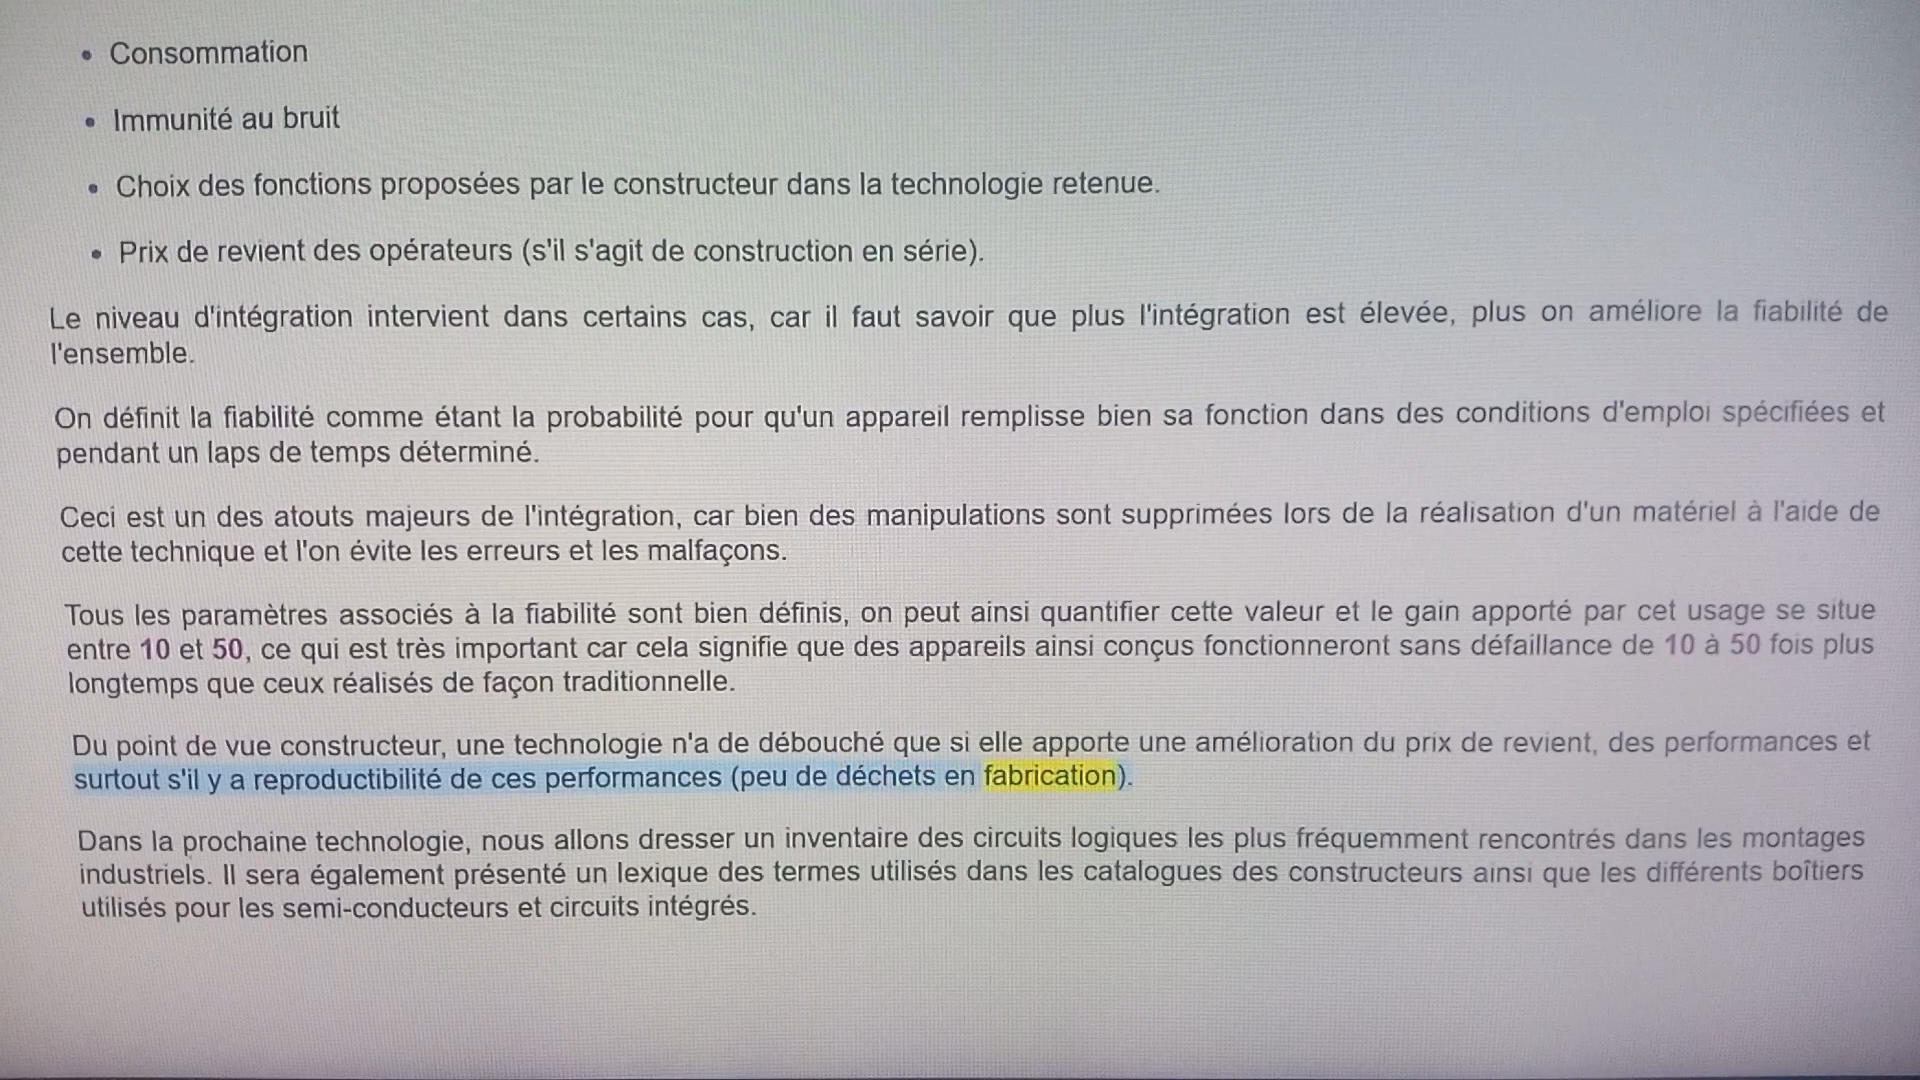 • Consommation
• Immunité au bruit
• Choix des fonctions proposées par le constructeur dans la technologie retenue.
• Prix de revient des opérateurs (s'il s'agit de construction en série).
Le niveau d'intégration intervient dans certains cas, car il faut savoir que plus l'intégration est élevée, plus on améliore la fiabilité de
l'ensemble.
On définit la fiabilité comme étant la probabilité pour qu'un appareil remplisse bien sa fonction dans des conditions d'emploi spécifiées et
pendant un laps de temps déterminé.
Ceci est un des atouts majeurs de l'intégration, car bien des manipulations sont supprimées lors de la réalisation d'un matériel à l'aide de
cette technique et l'on évite les erreurs et les malfaçons.
Tous les paramètres associés à la fiabilité sont bien définis, on peut ainsi quantifier cette valeur et le gain apporté par cet usage se situe
entre 10 et 50, ce qui est très important car cela signifie que des appareils ainsi conçus fonctionneront sans défaillance de 10 à 50 fois plus
longtemps que ceux réalisés de façon traditionnelle.
Du point de vue constructeur, une technologie n'a de débouché que si elle apporte une amélioration du prix de revient, des performances et
surtout s'il y a reproductibilité de ces performances (peu de déchets en fabrication).
Dans la prochaine technologie, nous allons dresser un inventaire des circuits logiques les plus fréquemment rencontrés dans les montages
industriels. Il sera également présenté un lexique des termes utilisés dans les catalogues des constructeurs ainsi que les différents boîtiers
utilisés pour les semi-conducteurs et circuits intégrés.